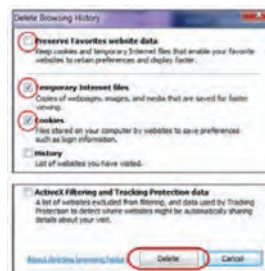 Delete Browsing History
Preserve Favorites website data
Keep cookies and temporary Internet files that enable your favorite
websites to retain preferences and display faster.
Temporary Internet files
Copies of webpages, images, and media that are saved for faster
viewing.
Cookies
Files stored on your computer by websites to save preferences
such as login information.
History
List of websites you have visited.
ActiveX Filtering and Tracking Protection data
A list of websites excluded from filtering, and data used by Tracking
Protection to detect where websites might be automatically sharing
details about your visit.
About deleting browsing history
Delete
Cancel